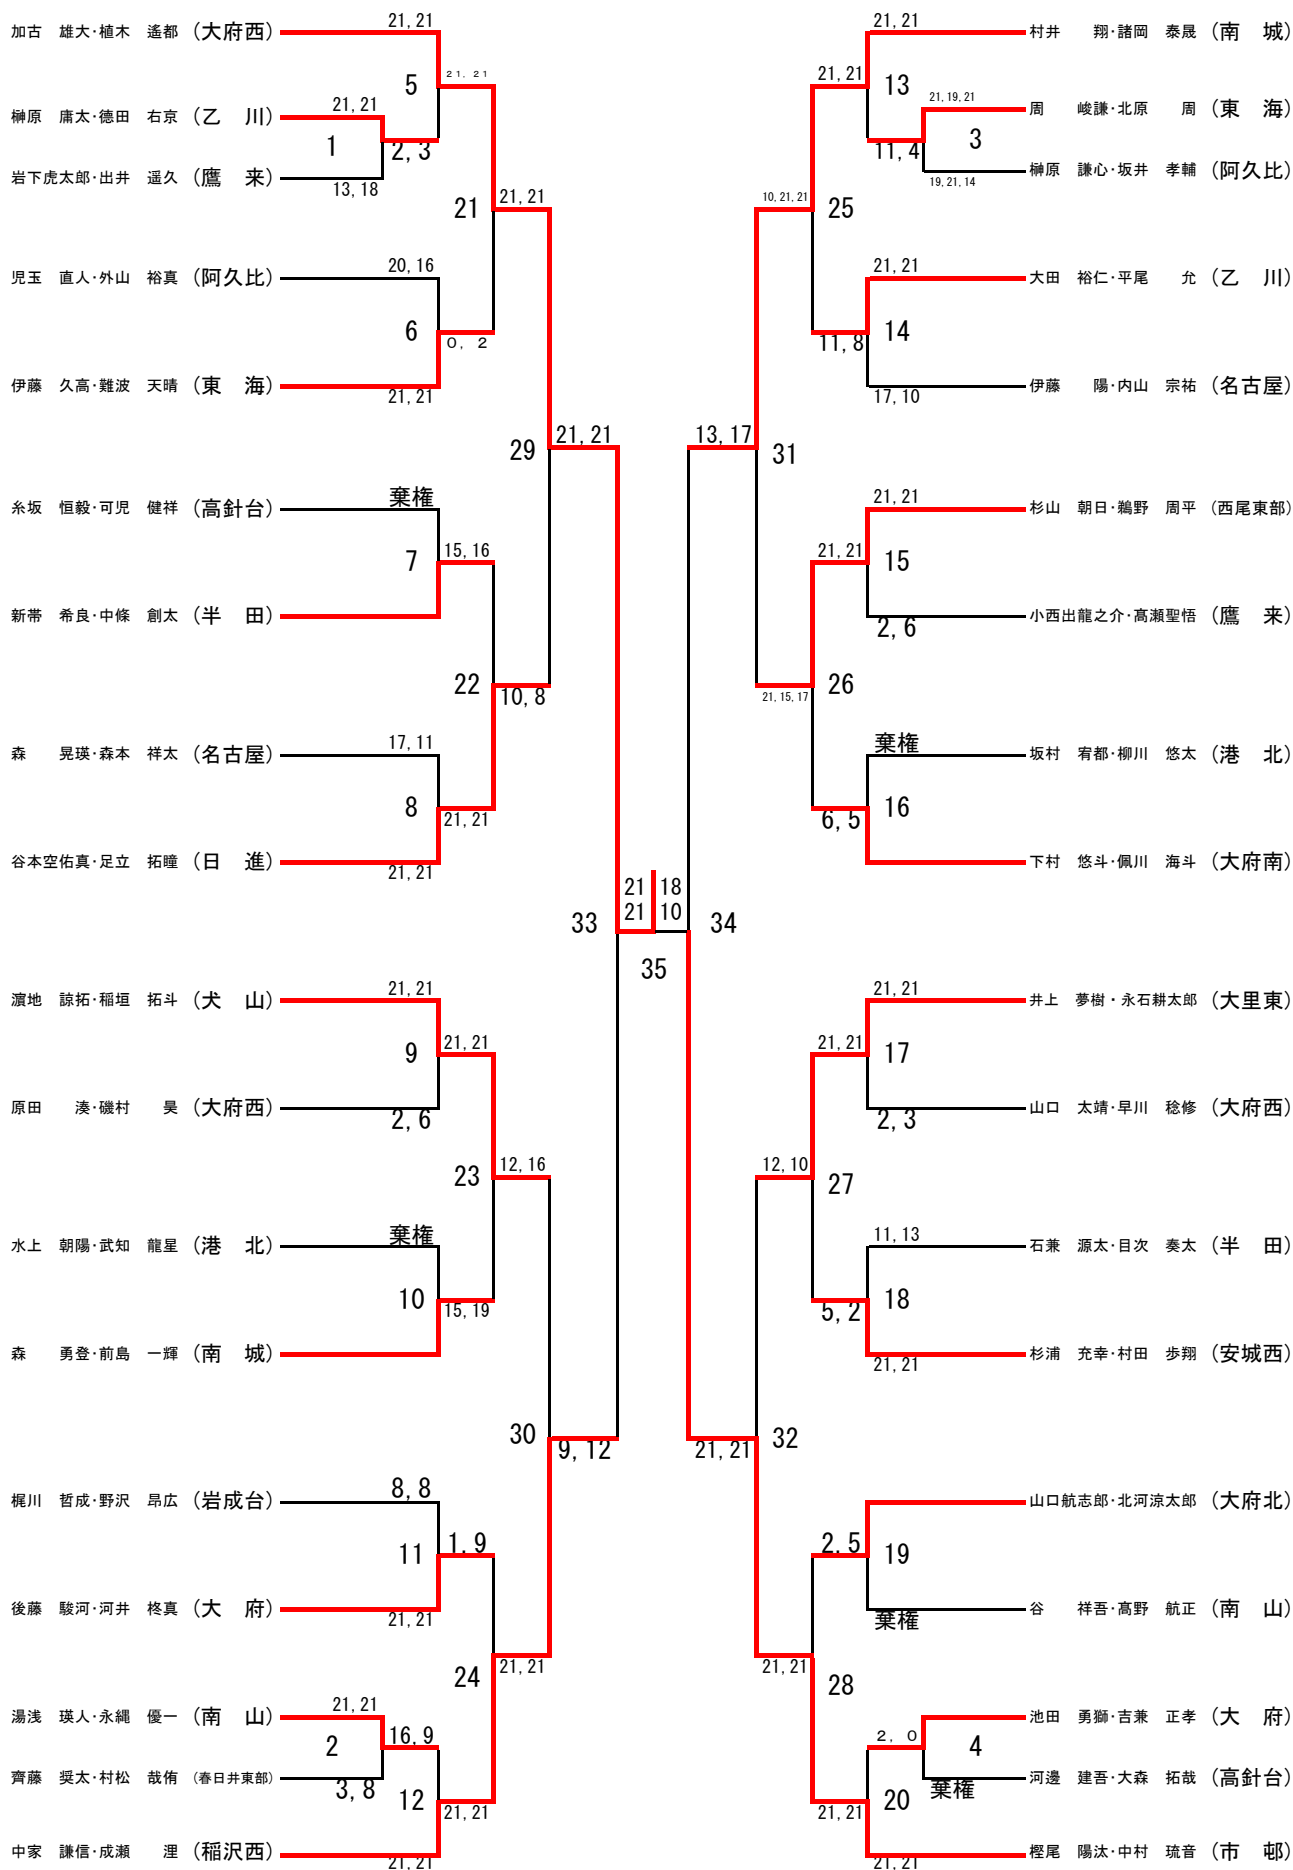 加古　雄大･植木　遙都 (大府西)
21, 21
5
21, 21
榊原　庸太･德田　右京 (乙　川)
21, 21
1
2, 3
岩下虎太郎･出井　遥久 (鷹　来)
13, 18
21
21, 21
児玉　直人･外山　裕真 (阿久比)
20, 16
6
0, 2
伊藤　久高･難波　天晴 (東　海)
21, 21
29
21, 21
糸坂　恒毅･可児　健祥 (高針台)
棄権
7
15, 16
新帯　希良･中條　創太 (半　田)
22
10, 8
森　　晃瑛･森本　祥太 (名古屋)
17, 11
8
21, 21
谷本空佑真･足立　拓瞳 (日　進)
21, 21
33
21
21
18
10
35
34
濵地　諒拓･稲垣　拓斗 (犬　山)
21, 21
9
21, 21
原田　　湊･磯村　　昊 (大府西)
2, 6
23
12, 16
水上　朝陽･武知　龍星 (港　北)
棄権
10
15, 19
森　　勇登･前島　一輝 (南　城)
30
9, 12
梶川　哲成･野沢　昂広 (岩成台)
8, 8
11
1, 9
後藤　駿河･河井　柊真 (大　府)
21, 21
24
21, 21
湯浅　瑛人･永縄　優一 (南　山)
21, 21
2
16, 9
齊藤　奨太･村松　哉侑 (春日井東部)
3, 8
12
21, 21
中家　謙信･成瀬　　浬 (稲沢西)
21, 21
21, 21
村井　　翔･諸岡　泰晟 (南　城)
21, 21
13
21, 19, 21
周　　峻謙･北原　　周 (東　海)
11, 4
3
榊原　謙心･坂井　孝輔 (阿久比)
19, 21, 14
10, 21, 21
25
21, 21
大田　裕仁･平尾　　允 (乙　川)
11, 8
14
伊藤　　陽･内山　宗祐 (名古屋)
17, 10
13, 17
31
21, 21
杉山　朝日･鵜野　周平 (西尾東部)
21, 21
15
小西出龍之介･髙瀬聖悟 (鷹　来)
2, 6
21, 15, 17
26
棄権
坂村　宥都･柳川　悠太 (港　北)
6, 5
16
下村　悠斗･佩川　海斗 (大府南)
21, 21
井上　夢樹･永石耕太郎 (大里東)
21, 21
17
山口　太靖･早川　稔修 (大府西)
2, 3
12, 10
27
11, 13
石兼　源太･目次　奏太 (半　田)
5, 2
18
杉浦　充幸･村田　歩翔 (安城西)
21, 21
21, 21
32
山口航志郎･北河涼太郎 (大府北)
2, 5
19
谷　　祥吾･髙野　航正 (南　山)
棄権
21, 21
28
池田　勇獅･吉兼　正孝 (大　府)
2, 0
4
河邊　建吾･大森　拓哉 (高針台)
棄権
21, 21
20
樫尾　陽汰･中村　琉音 (市　邨)
21, 21